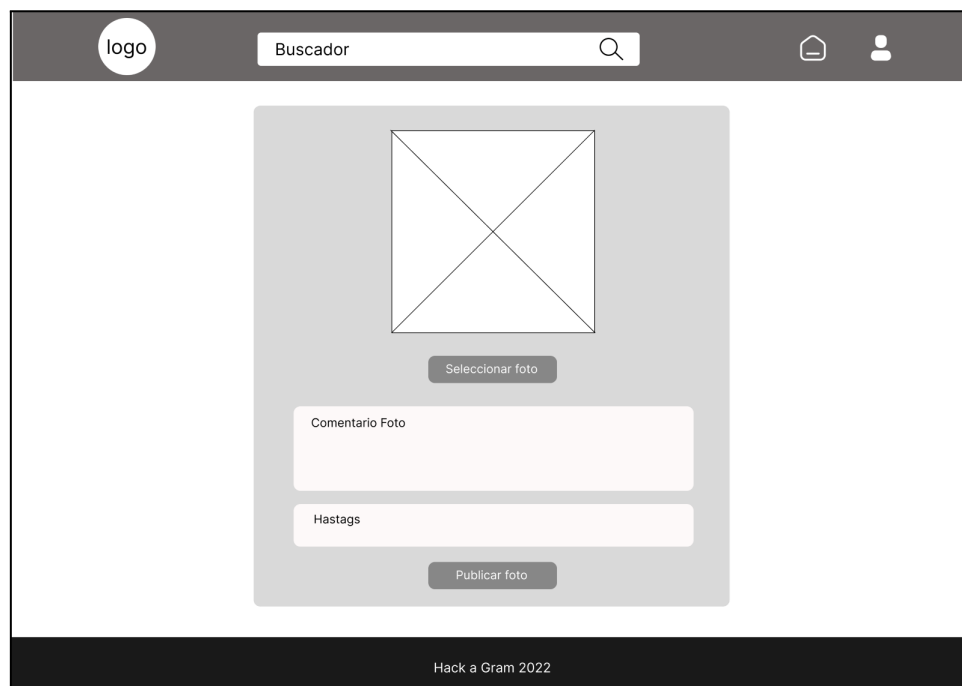 logo
Buscador
Seleccionar foto
Comentario Foto
Hastags
Publicar foto
Hack a Gram 2022